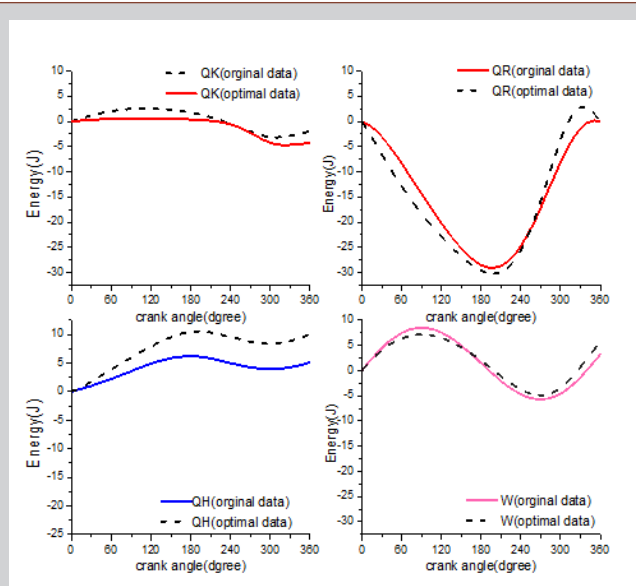 QK(orginal data)
QK(optimal data)
10
5
0
-5
-10
-15
-20
-25
-30
Energy(J)
0 60 120 180 240 300 360
crank angle(dgree)
QR(orginal data)
QR(optimal data)
10
5
0
-5
-10
-15
-20
-25
-30
Energy(J)
0 60 120 180 240 300 360
crank angle(dgree)
10
5
0
-5
-10
-15
-20
-25
Energy(J)
QH(orginal data)
QH(optimal data)
0 60 120 180 240 300 360
crank angle(dgree)
10
5
0
-5
-10
-15
-20
-25
-30
Energy(J)
W(orginal data)
W(optimal data)
0 60 120 180 240 300 360
crank angle(dgree)